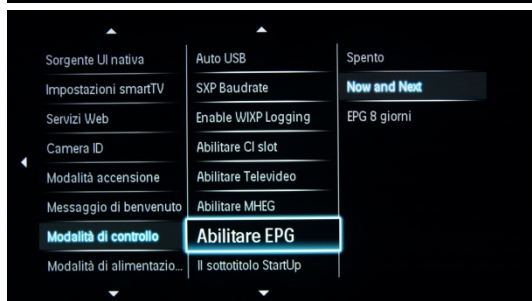 Sorgente UI nativa
Impostazioni smartTV
Servizi Web
Camera ID
Modalità accensione
Messaggio di benvenuto
Modalità di controllo
Modalità di alimentazio...
Auto USB
SXP Baudrate
Enable WIXP Logging
Abilitare CI slot
Abilitare Televideo
Abilitare MHEG
Abilitare EPG
Il sottotitolo StartUp
Spento
Now and Next
EPG 8 giorni